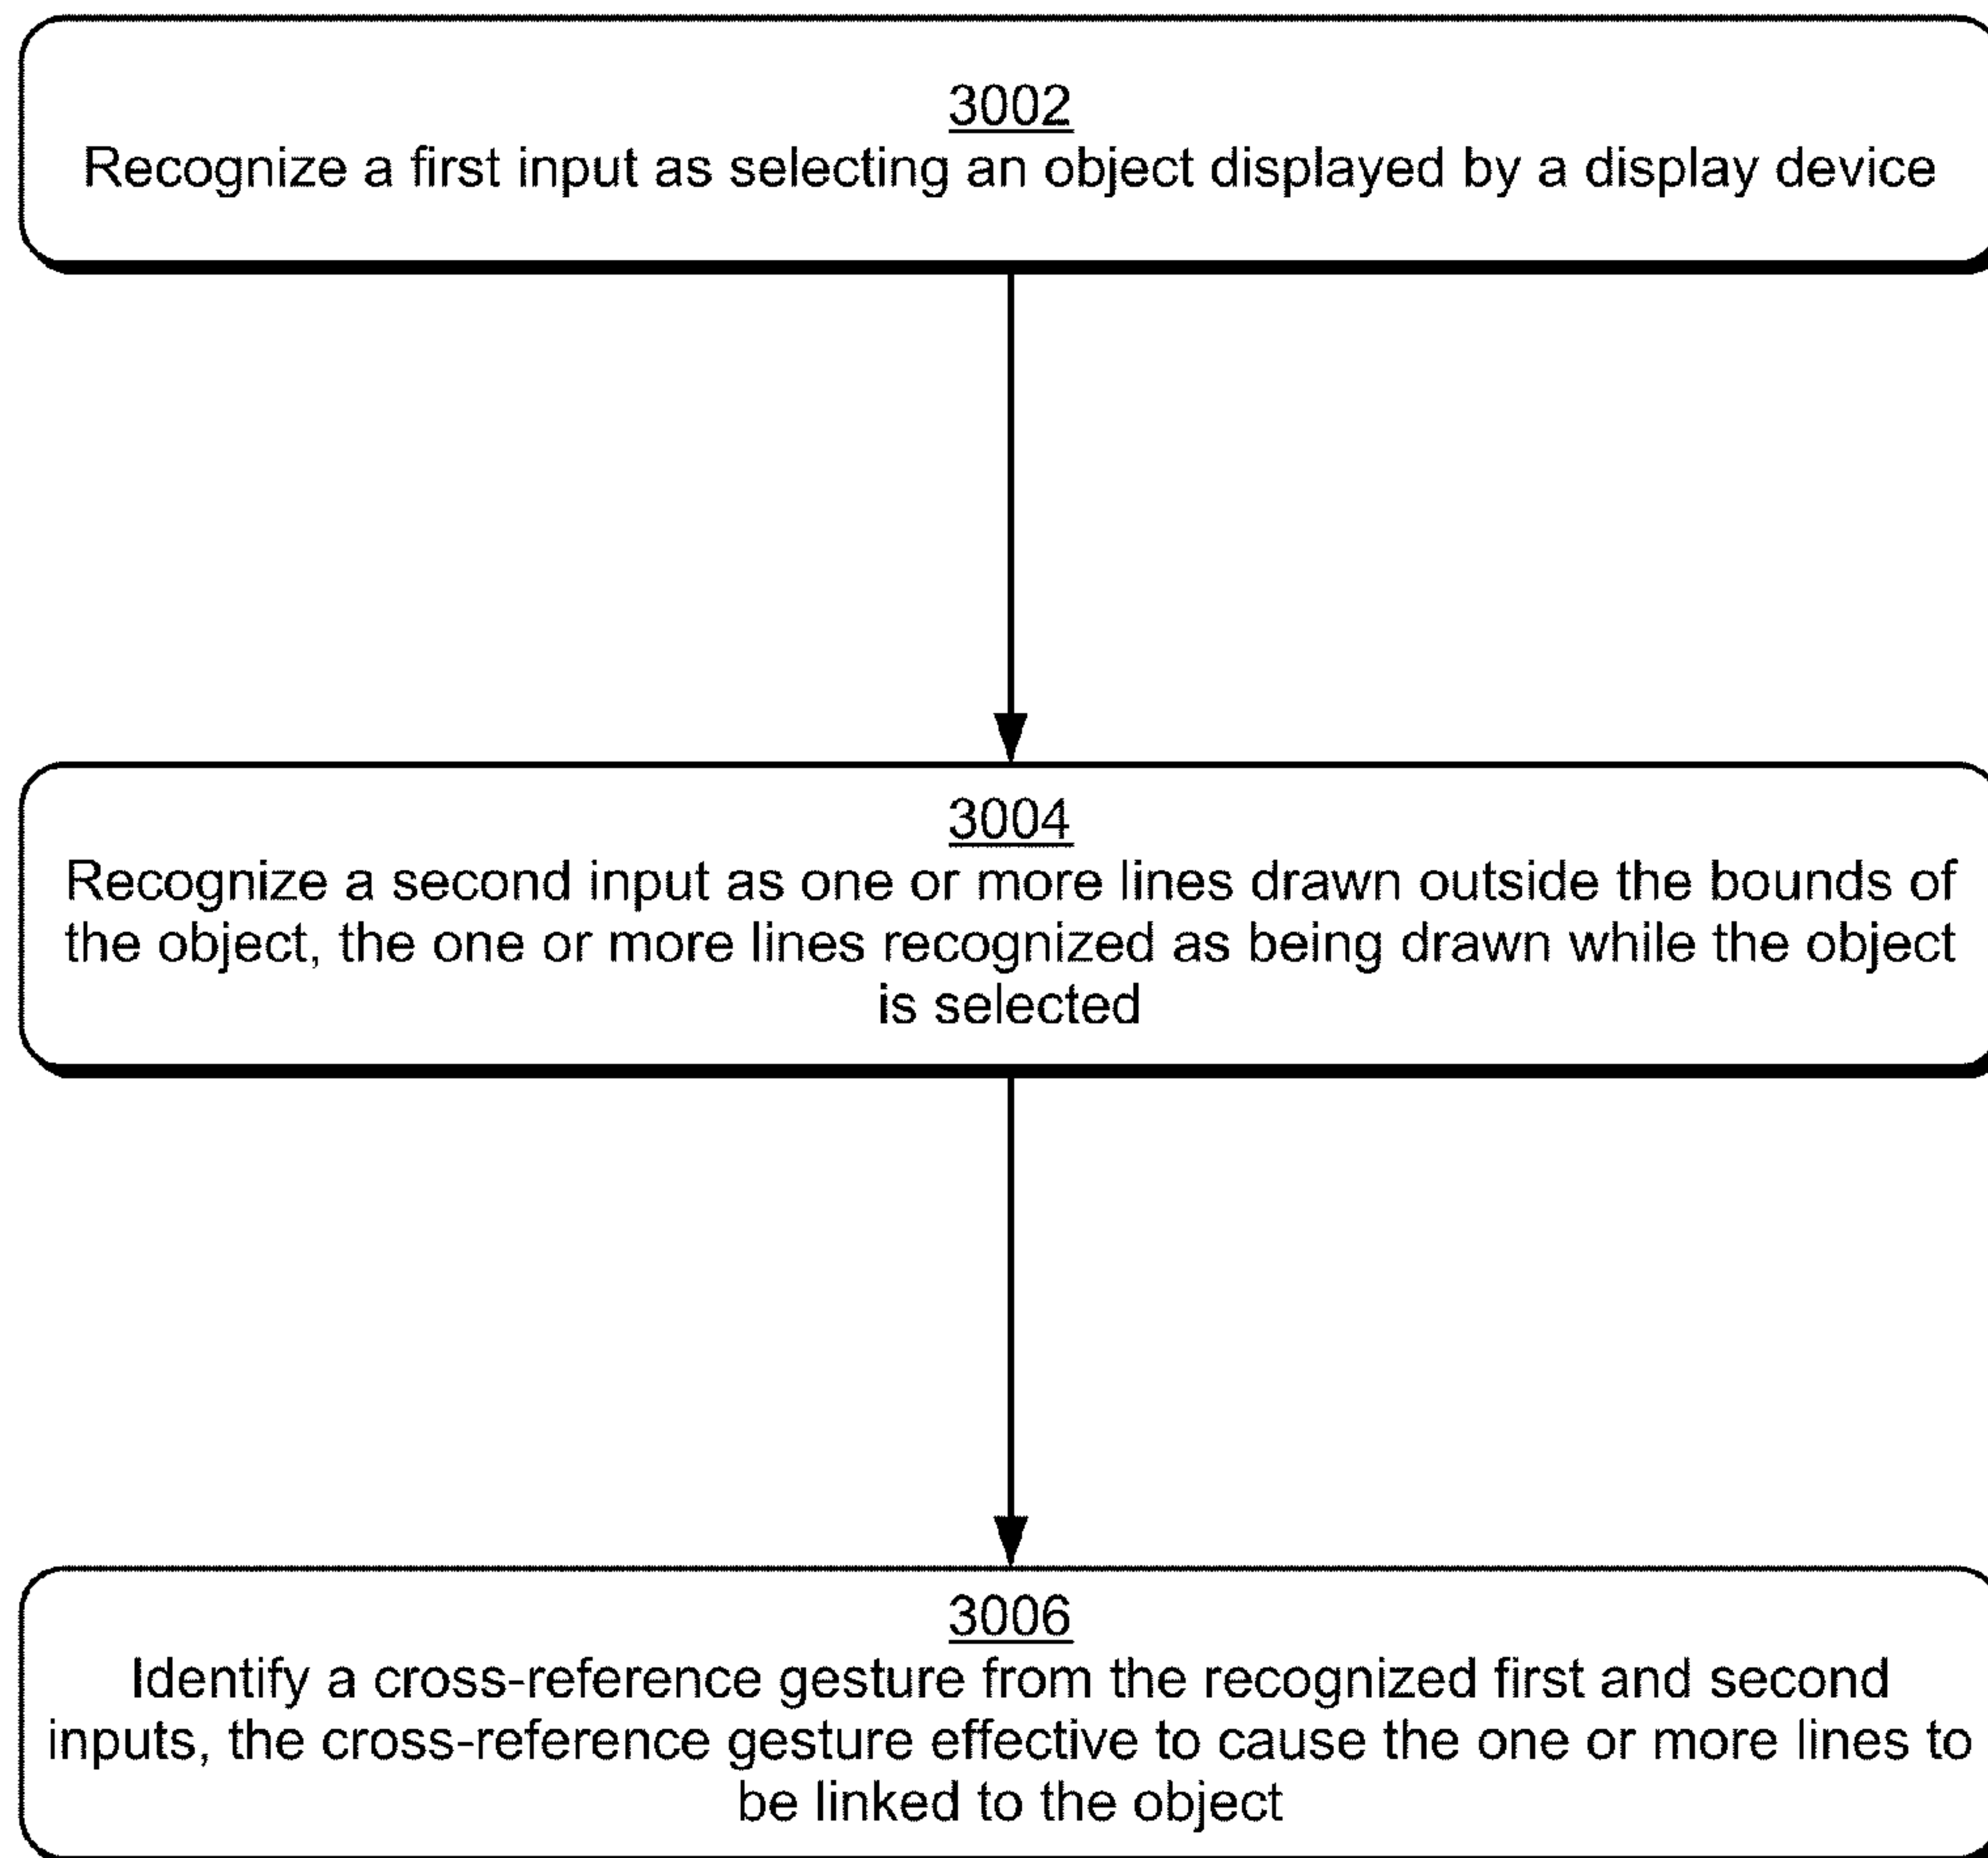 3002
Recognize a first input as selecting an object displayed by a display device
3004
Recognize a second input as one or more lines drawn outside the bounds of
the object, the one or more lines recognized as being drawn while the object
is selected
3006
Identify a cross-reference gesture from the recognized first and second
inputs, the cross-reference gesture effective to cause the one or more lines to
be linked to the object